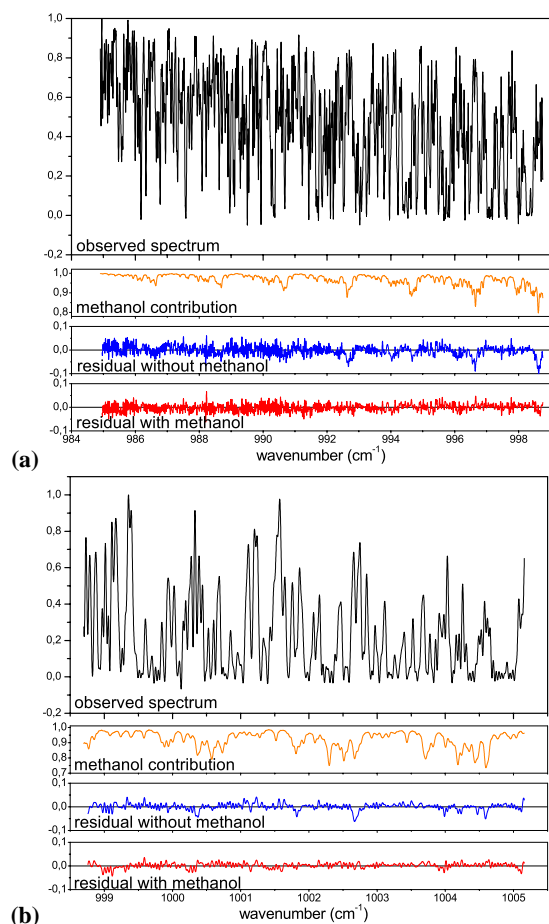 1,0
0,8
0,6
0,4
0,2
0,0
-0,2
observed spectrum
1,0
0,9
0,8
methanol contribution
0,1
0,0
-0,1
residual without methanol
0,1
0,0
-0,1
residual with methanol
984 986 988 990 992 994 996 998
wavenumber (cm-1)
(a)
1,0
0,8
0,6
0,4
0,2
0,0
-0,2
observed spectrum
1,0
0,9
0,8
0,7
methanol contribution
0,1
0,0
-0,1
residual without methanol
0,1
0,0
-0,1
residual with methanol
999 1000 1001 1002 1003 1004 1005
wavenumber (cm-1)
(b)